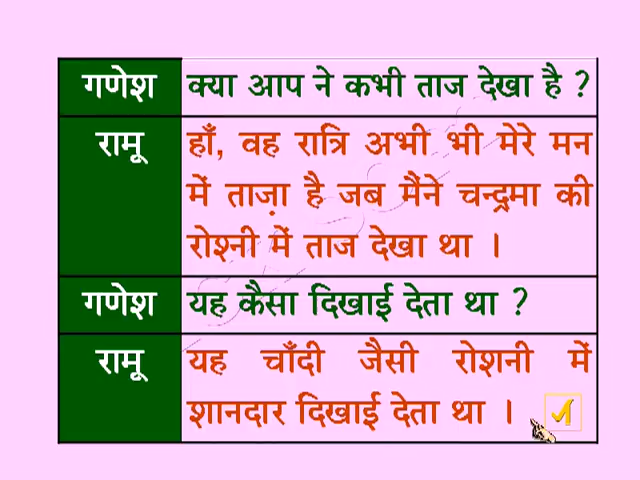 गणेश क्या आप ने कभी ताज देखा है ?
रामू हाँ, वह रात्रि अभी भी मेरे मन
में ताज़ा है जब मैंने चन्द्रमा की
रोश्नी में ताज देखा था ।
गणेश यह कैसा दिखाई देता था ?
रामू यह चाँदी जैसी रोशनी में
शानदार दिखाई देता था ।